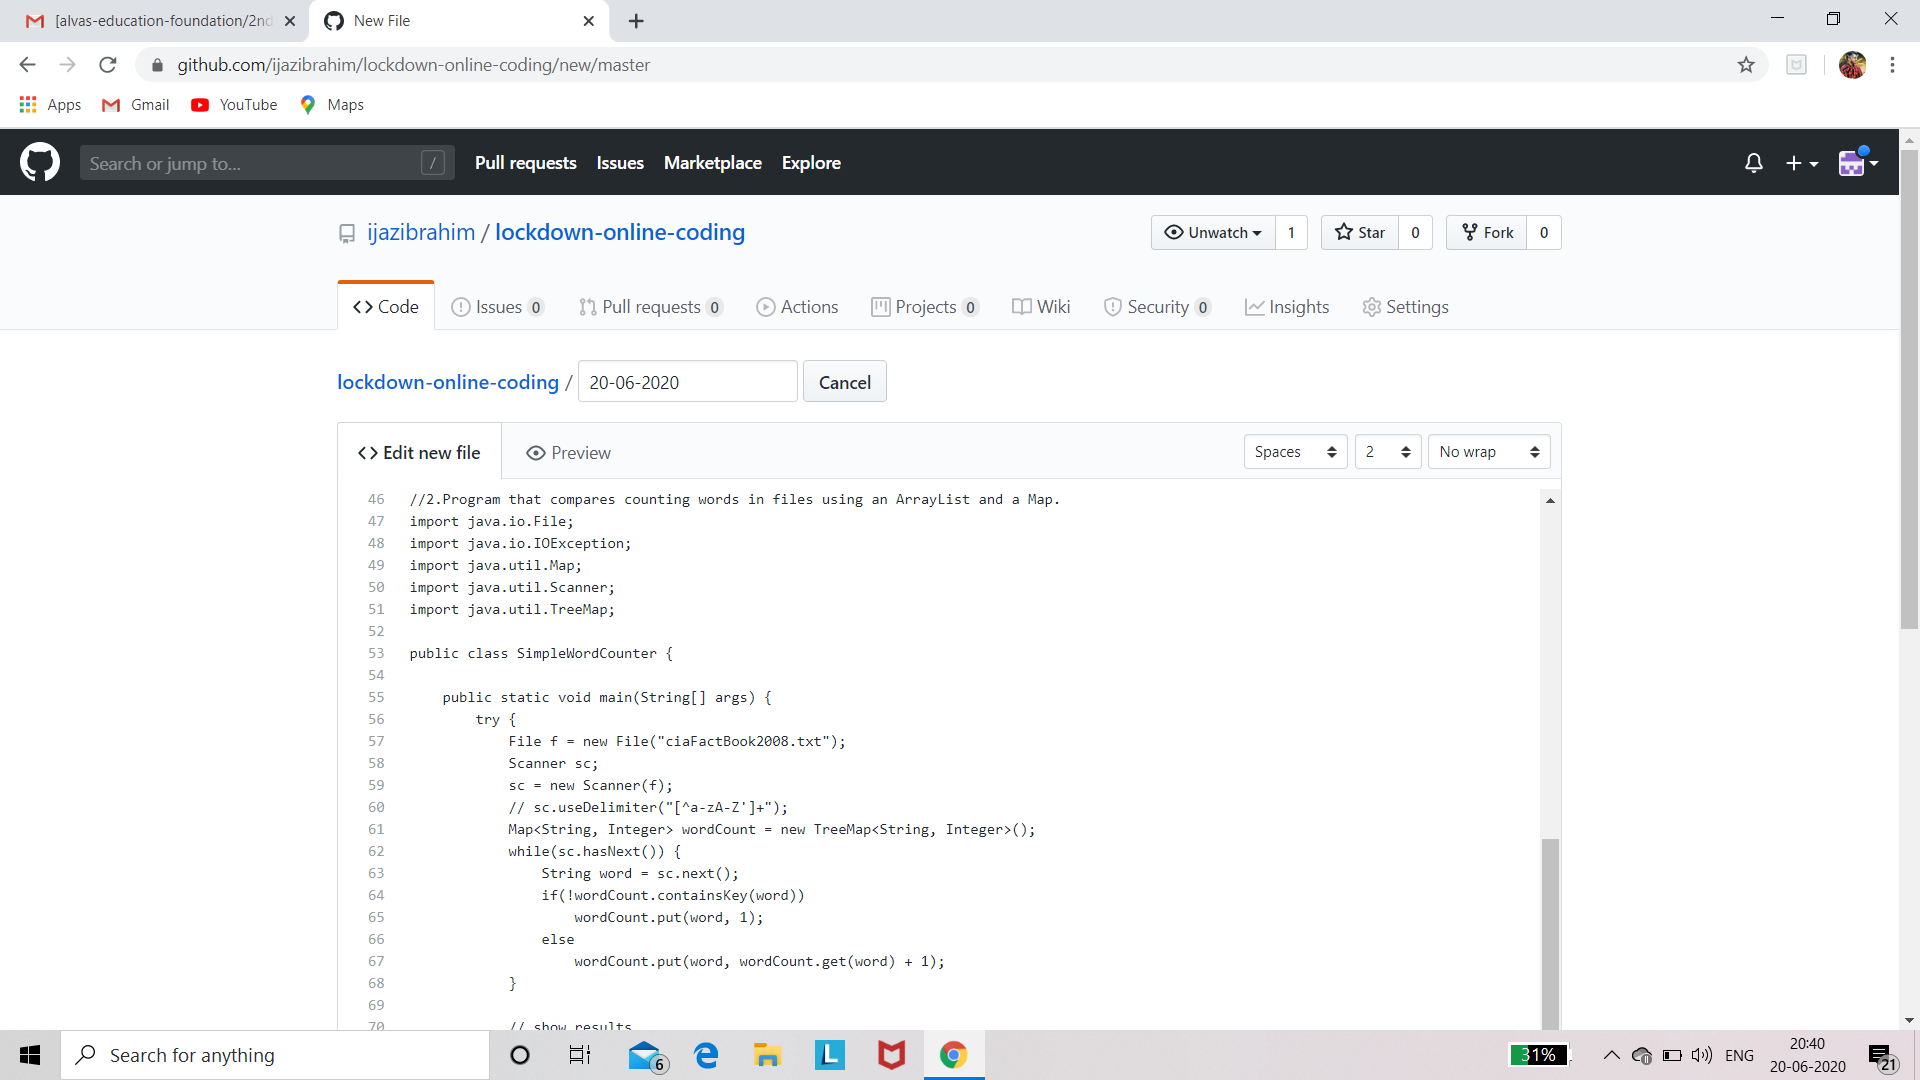 [alvas-education-foundation/2nd
New File
github.com/ijazibrahim/lockdown-online-coding/new/master
Apps
Gmail
YouTube
Maps
Search or jump to...
/
Pull requests
Issues
Marketplace
Explore
ijazibrahim / lockdown-online-coding
Unwatch
1
Star
0
Fork
0
Code
Issues 0
Pull requests 0
Actions
Projects 0
Wiki
Security 0
Insights
Settings
lockdown-online-coding / 20-06-2020
Cancel
Edit new file
Preview
Spaces
2
No wrap
46 //2.Program that compares counting words in files using an ArrayList and a Map.
47 import java.io.File;
48 import java.io.IOException;
49 import java.util.Map;
50 import java.util.Scanner;
51 import java.util.TreeMap;
52
53 public class SimpleWordCounter {
54
55     public static void main(String[] args) {
56         try {
57             File f = new File("ciaFactBook2008.txt");
58             Scanner sc;
59             sc = new Scanner(f);
60             // sc.useDelimiter("[^a-zA-Z']+");
61             Map<String, Integer> wordCount = new TreeMap<String, Integer>();
62             while(sc.hasNext()) {
63                 String word = sc.next();
64                 if(!wordCount.containsKey(word))
65                     wordCount.put(word, 1);
66                 else
67                     wordCount.put(word, wordCount.get(word) + 1);
68             }
69
70             // show results
Search for anything
6
L
31%
ENG
20:40
20-06-2020
21